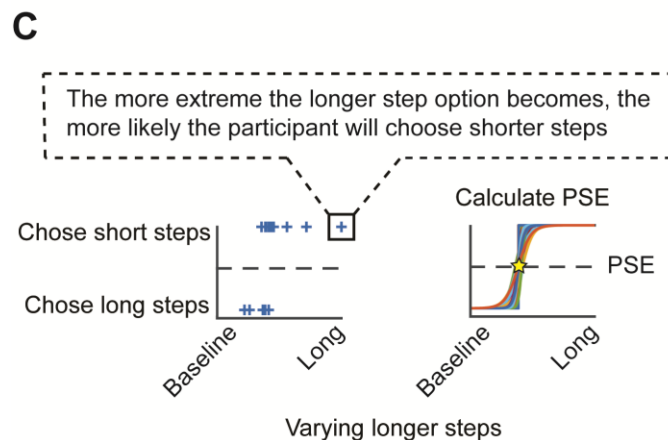 C
The more extreme the longer step option becomes, the
more likely the participant will choose shorter steps
Calculate PSE
Chose short steps
PSE
Chose long steps
Baseline
Long
Baseline
Long
Varying longer steps